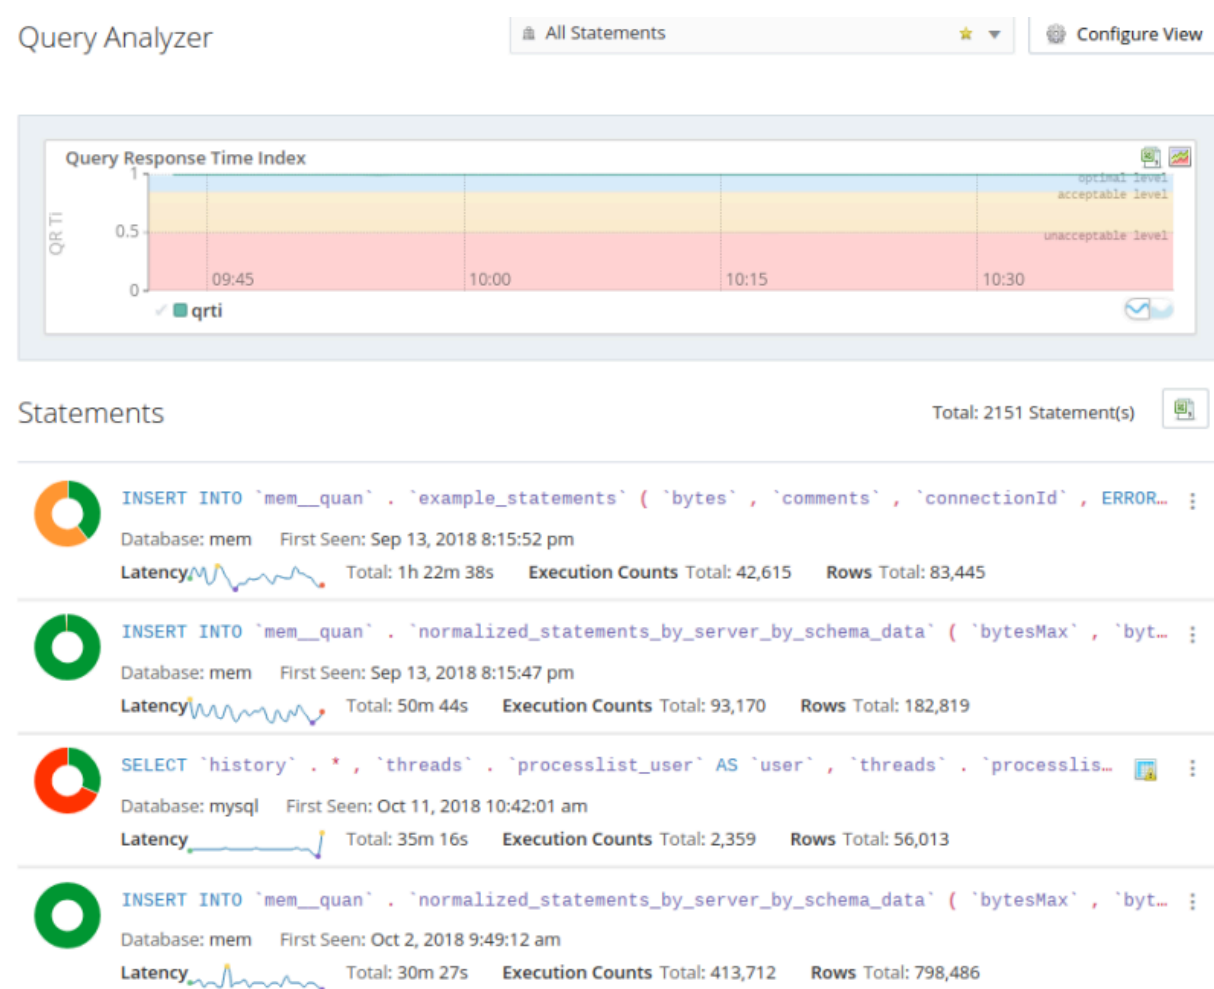 Query Analyzer
All Statements
Configure View
Query Response Time Index
1
optimal level
acceptable level
QR Ti
0.5
unacceptable level
09:45 10:00 10:15 10:30
0
qrti
Statements
Total: 2151 Statement(s)
INSERT INTO `mem__quan` . `example_statements` ( `bytes` , `comments` , `connectionId` , ERROR…
Database: mem First Seen: Sep 13, 2018 8:15:52 pm
Latency Total: 1h 22m 38s Execution Counts Total: 42,615 Rows Total: 83,445
INSERT INTO `mem__quan` . `normalized_statements_by_server_by_schema_data` ( `bytesMax` , `byt…
Database: mem First Seen: Sep 13, 2018 8:15:47 pm
Latency Total: 50m 44s Execution Counts Total: 93,170 Rows Total: 182,819
SELECT `history` . * , `threads` . `processlist_user` AS `user` , `threads` . `processlis…
Database: mysql First Seen: Oct 11, 2018 10:42:01 am
Latency Total: 35m 16s Execution Counts Total: 2,359 Rows Total: 56,013
INSERT INTO `mem__quan` . `normalized_statements_by_server_by_schema_data` ( `bytesMax` , `byt…
Database: mem First Seen: Oct 2, 2018 9:49:12 am
Latency Total: 30m 27s Execution Counts Total: 413,712 Rows Total: 798,486